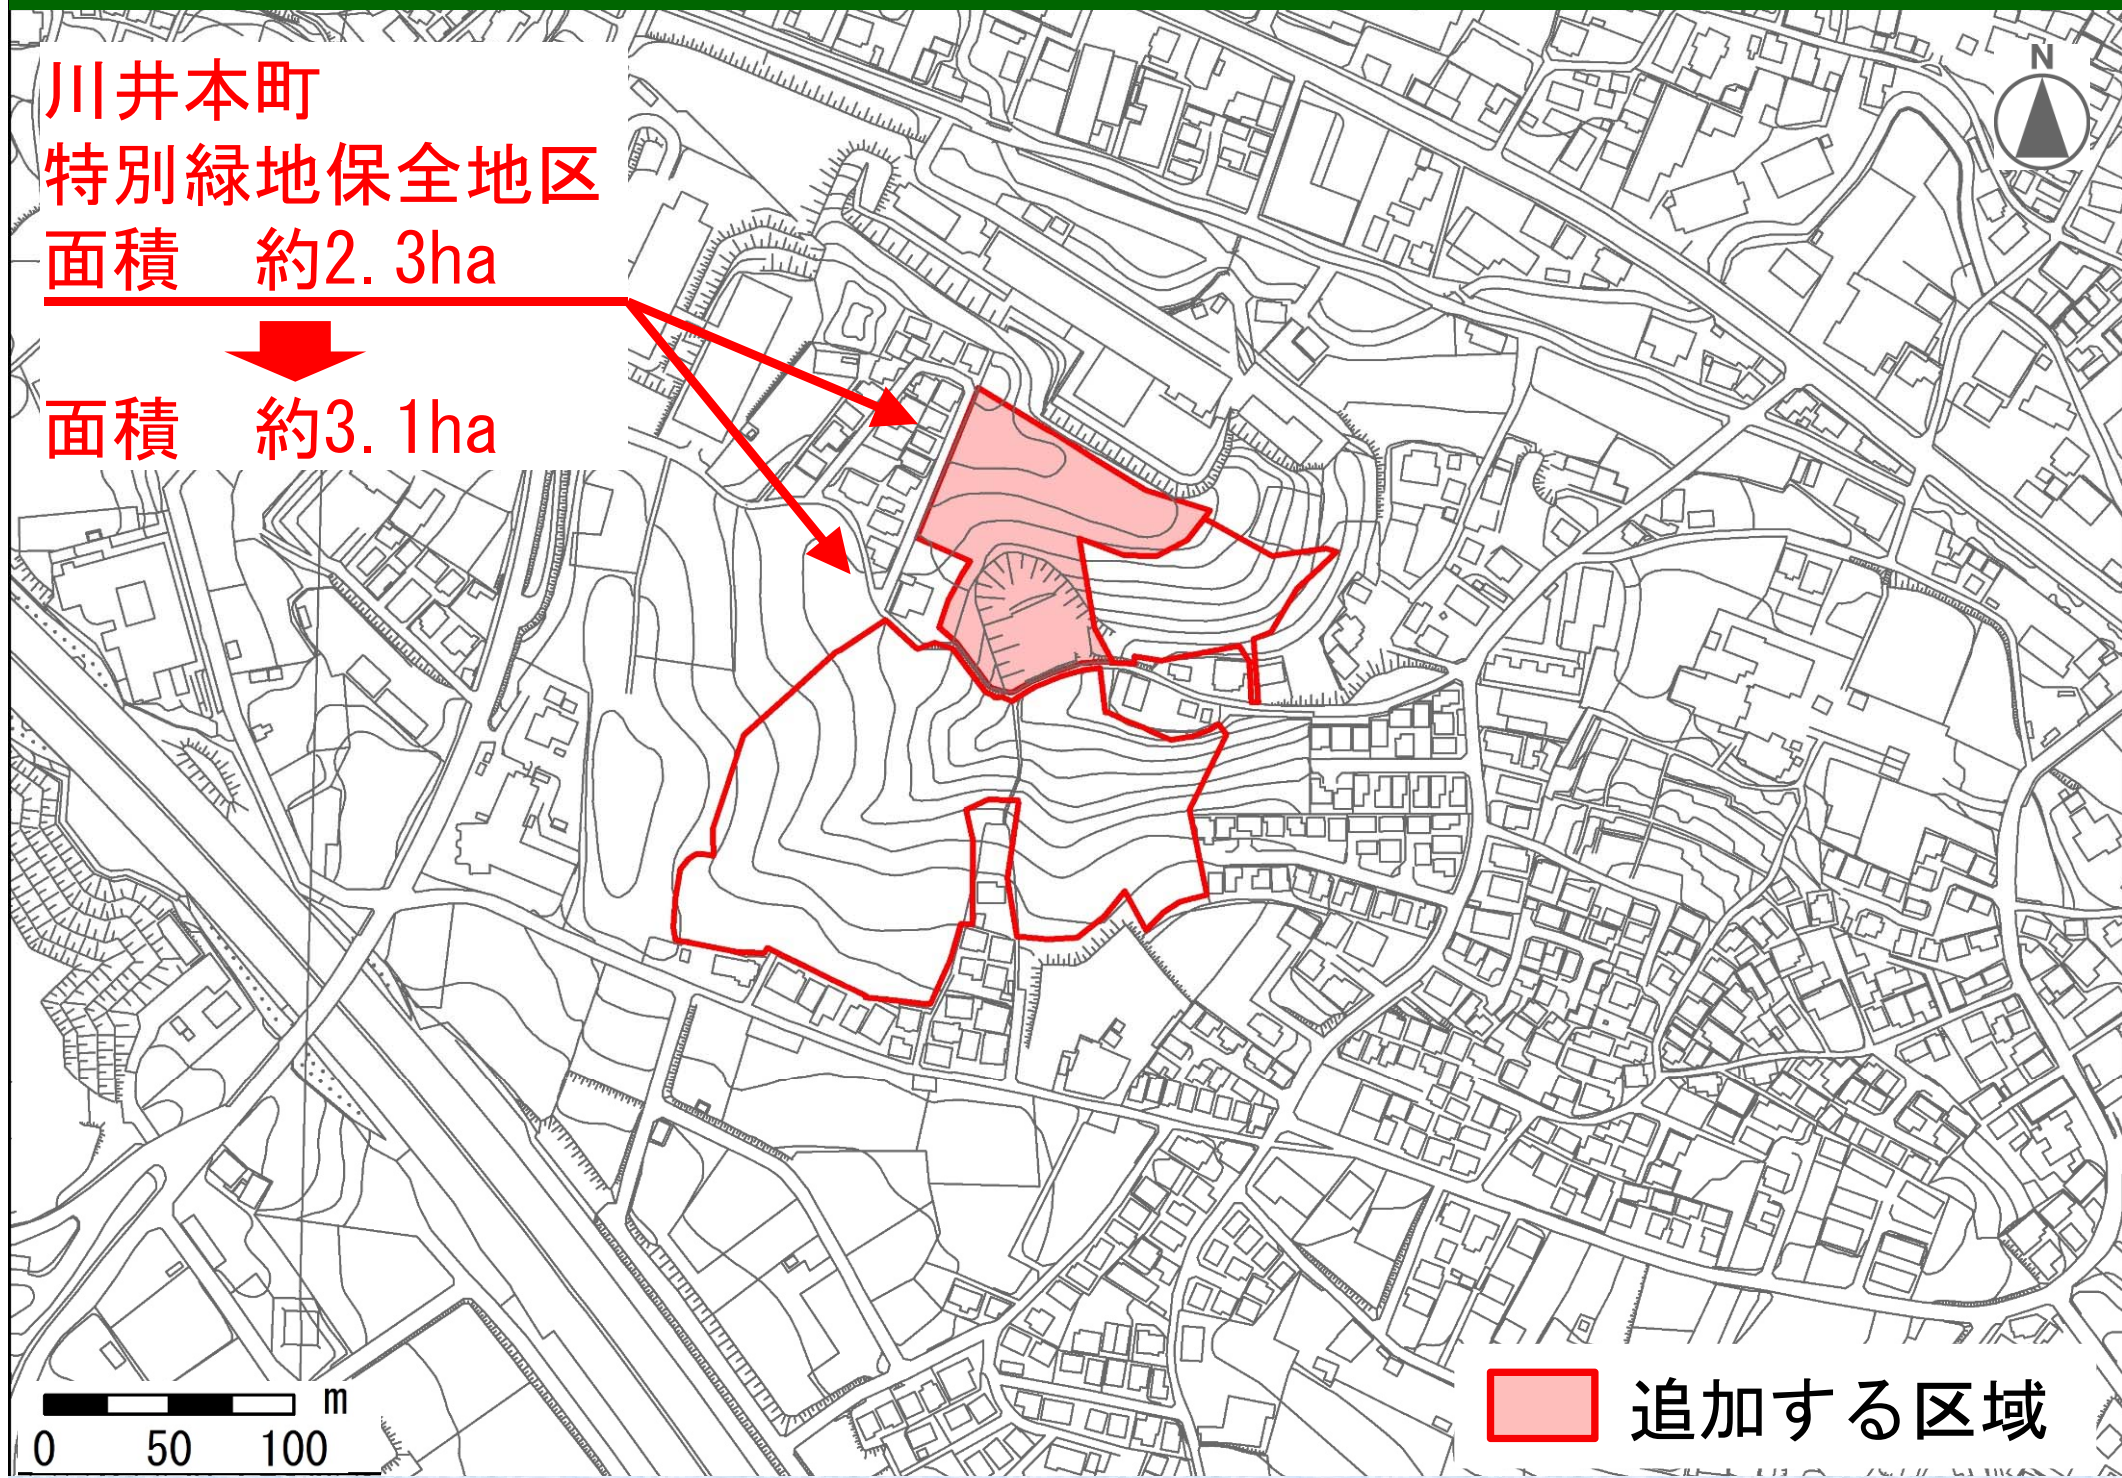 川井本町
特別緑地保全地区
面積　約2.3ha
面積　約3.1ha
N
m
0 50 100
追加する区域